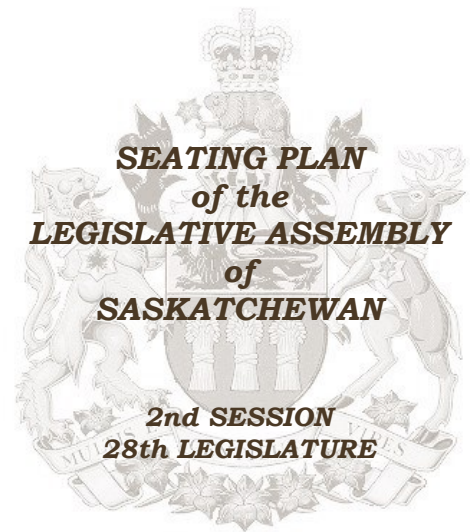 SEATING PLAN
of the
LEGISLATIVE ASSEMBLY
of
SASKATCHEWAN
2nd SESSION
28th LEGISLATURE